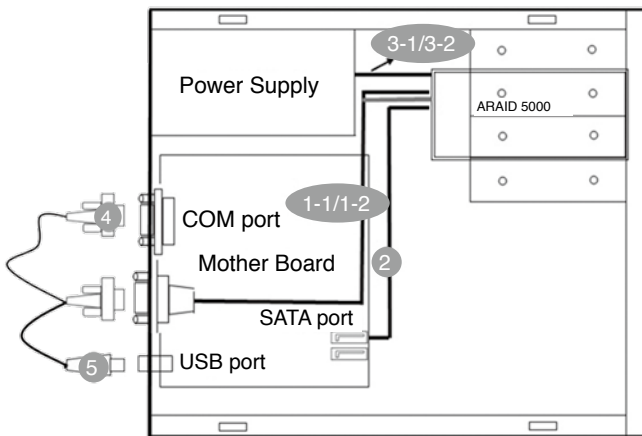 3-1/3-2
Power Supply
ARAID 5000
1-1/1-2
4
COM port
Mother Board
2
SATA port
5
USB port